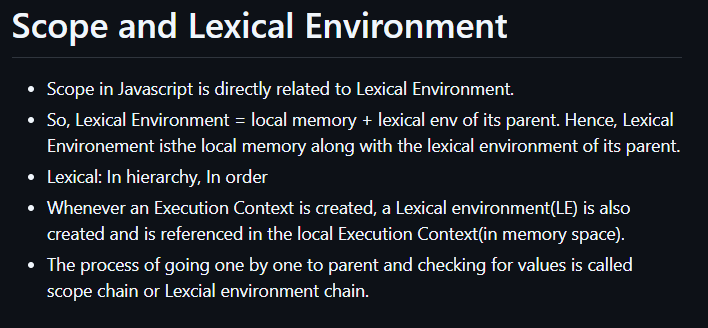 Scope and Lexical Environment
• Scope in Javascript is directly related to Lexical Environment.
• So, Lexical Environment = local memory + lexical env of its parent. Hence, Lexical
Environement isthe local memory along with the lexical environment of its parent.
• Lexical: In hierarchy, In order
• Whenever an Execution Context is created, a Lexical environment(LE) is also
created and is referenced in the local Execution Context(in memory space).
• The process of going one by one to parent and checking for values is called
scope chain or Lexcial environment chain.